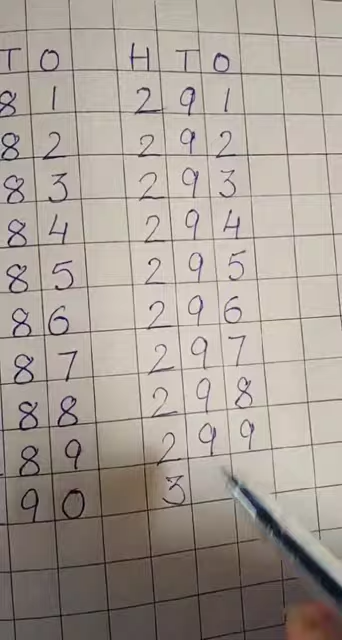 T O H T O
8 1 2 9 1
8 2 2 9 2
8 3 2 9 3
8 4 2 9 4
8 5 2 9 5
8 6 2 9 6
8 7 2 9 7
8 8 2 9 8
8 9 2 9 9
9 0 3